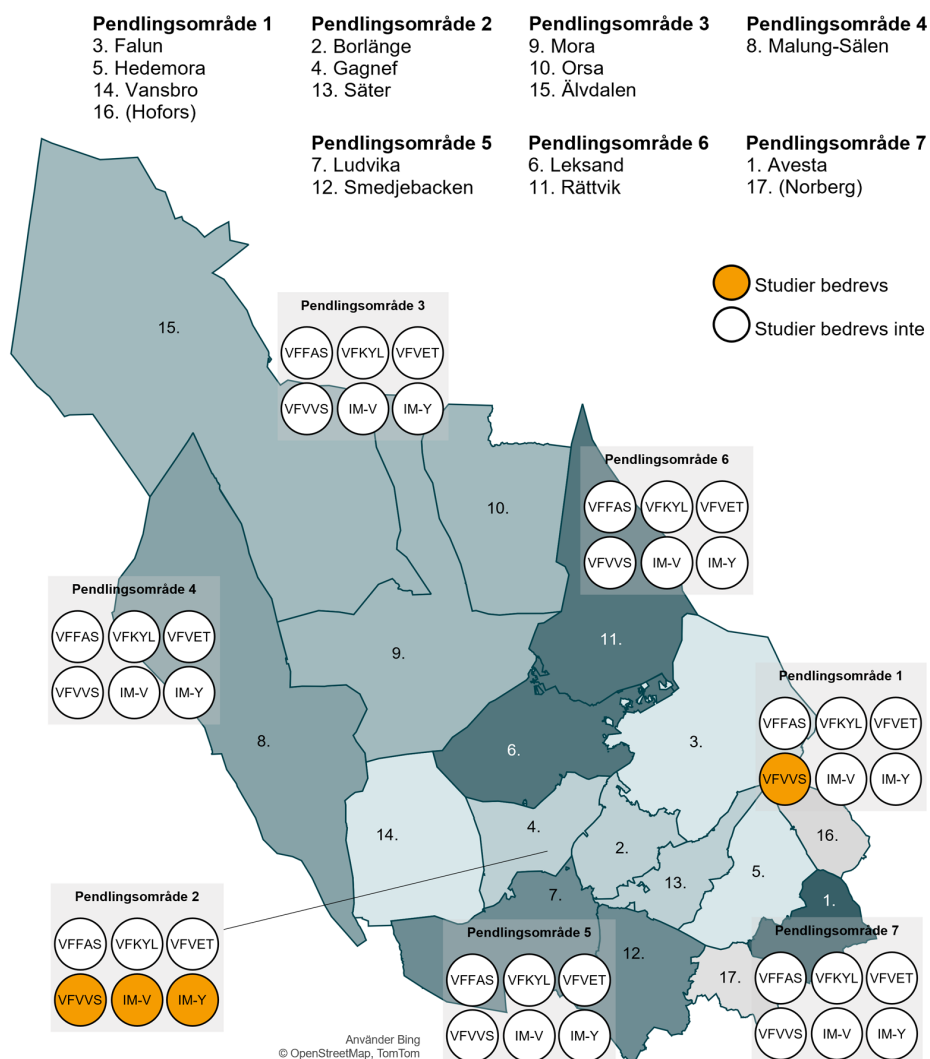 Pendlingsområde 1
3. Falun
5. Hedemora
14. Vansbro
16. (Hofors)
Pendlingsområde 2
2. Borlänge
4. Gagnef
13. Säter
Pendlingsområde 3
9. Mora
10. Orsa
15. Älvdalen
Pendlingsområde 4
8. Malung-Sälen
Pendlingsområde 5
7. Ludvika
12. Smedjebacken
Pendlingsområde 6
6. Leksand
11. Rättvik
Pendlingsområde 7
1. Avesta
17. (Norberg)
Studier bedrevs
Studier bedrevs inte
15.
Pendlingsområde 3
VFFAS VFKYL VFVET
VFVVS IM-V IM-Y
10.
Pendlingsområde 6
VFFAS VFKYL VFVET
VFVVS IM-V IM-Y
Pendlingsområde 4
VFFAS VFKYL VFVET
VFVVS IM-V IM-Y
11.
9.
Pendlingsområde 1
VFFAS VFKYL VFVET
VFVVS IM-V IM-Y
8.
6.
3.
14.
4.
2.
16.
13.
5.
7.
1.
Pendlingsområde 2
VFFAS VFKYL VFVET
VFVVS IM-V IM-Y
Pendlingsområde 5
VFFAS VFKYL VFVET
VFVVS IM-V IM-Y
12.
17.
Pendlingsområde 7
VFFAS VFKYL VFVET
VFVVS IM-V IM-Y
Använder Bing
© OpenStreetMap, TomTom